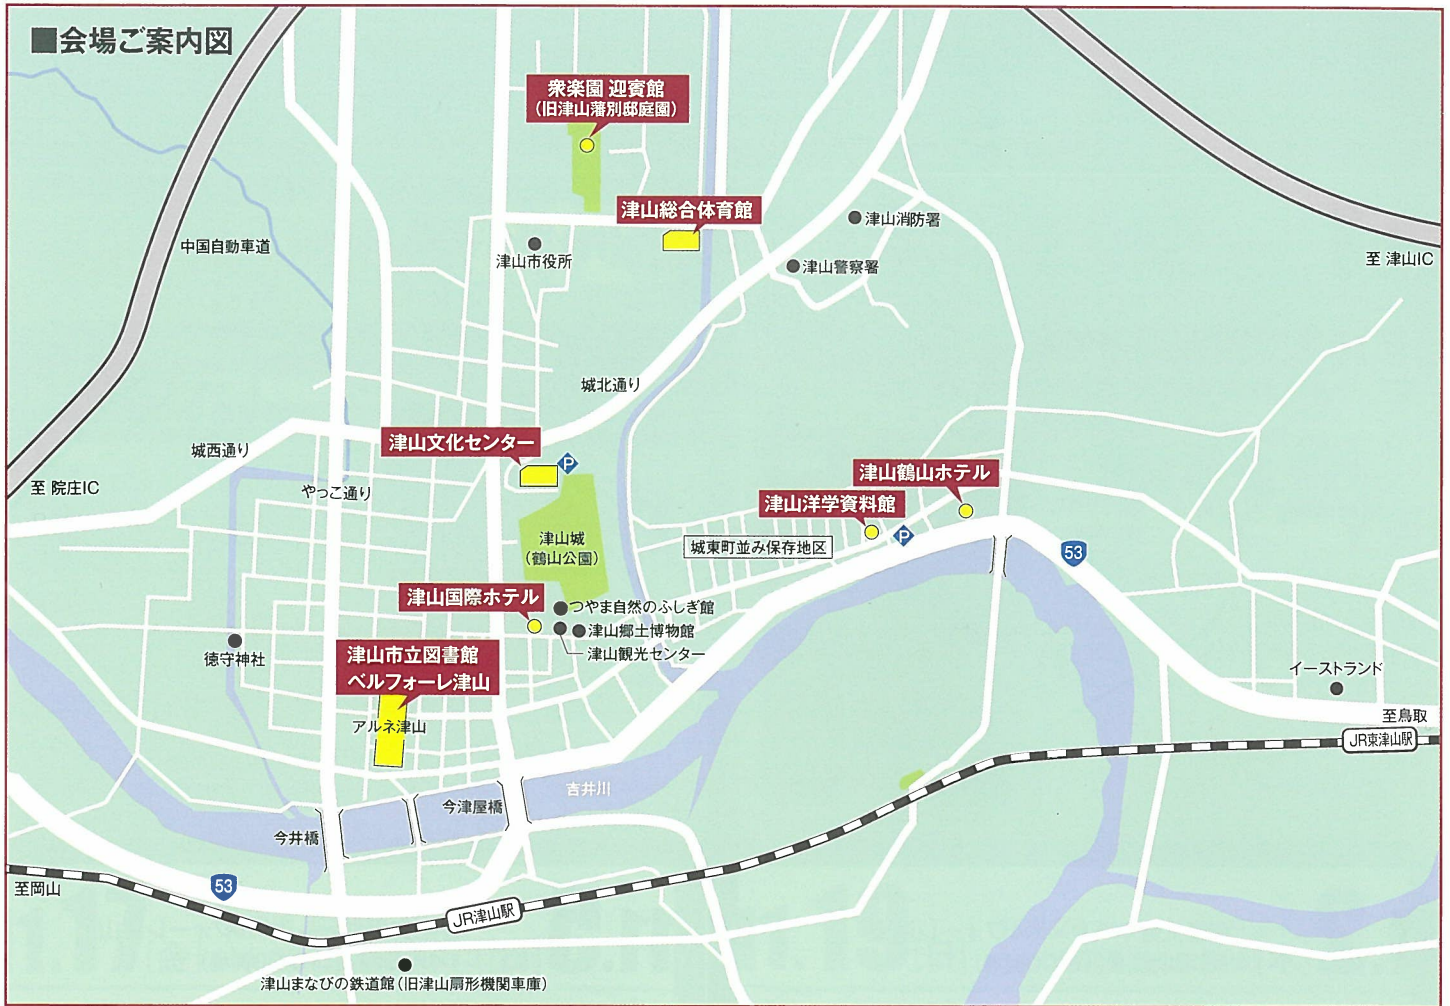 ■会場ご案内図
衆楽園 迎賓館
(旧津山藩別邸庭園)
津山総合体育館
津山消防署
中国自動車道
津山市役所
津山警察署
至 津山IC
城北通り
津山文化センター
城西通り
P
至 院庄IC
やっこ通り
津山鶴山ホテル
津山洋学資料館
P
津山城
(鶴山公園)
城東町並み保存地区
53
津山国際ホテル
つやま自然のふしぎ館
津山郷土博物館
津山観光センター
徳守神社
津山市立図書館
ベルフォーレ津山
アルネ津山
イーストランド
至鳥取
JR東津山駅
吉井川
今津屋橋
今井橋
至岡山
53
JR津山駅
津山まなびの鉄道館(旧津山扇形機関車庫)